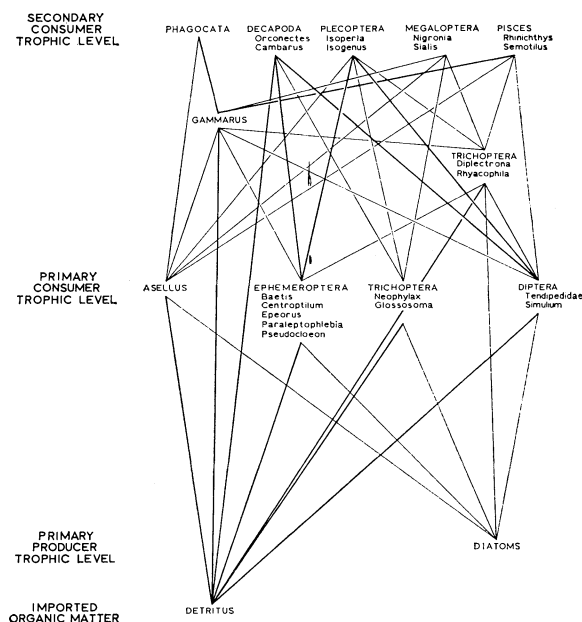 SECONDARY
CONSUMER
TROPHIC LEVEL
PHAGOCATA
DECAPODA
Orconectes
Cambarus
PLECOPTERA
Isoperla
Isogenus
MEGALOPTERA
Nigronia
Sialis
PISCES
Rhinichthys
Semotilus
GAMMARUS
TRICHOPTERA
Diplectrona
Rhyacophila
PRIMARY
CONSUMER
TROPHIC LEVEL
ASELLUS
EPHEMEROPTERA
Baetis
Centroptilum
Epeorus
Paraleptophlebia
Pseudocloeon
TRICHOPTERA
Neophylax
Glossosoma
DIPTERA
Tendipedidae
Simulium
PRIMARY
PRODUCER
TROPHIC LEVEL
DIATOMS
IMPORTED
ORGANIC MATTER
DETRITUS